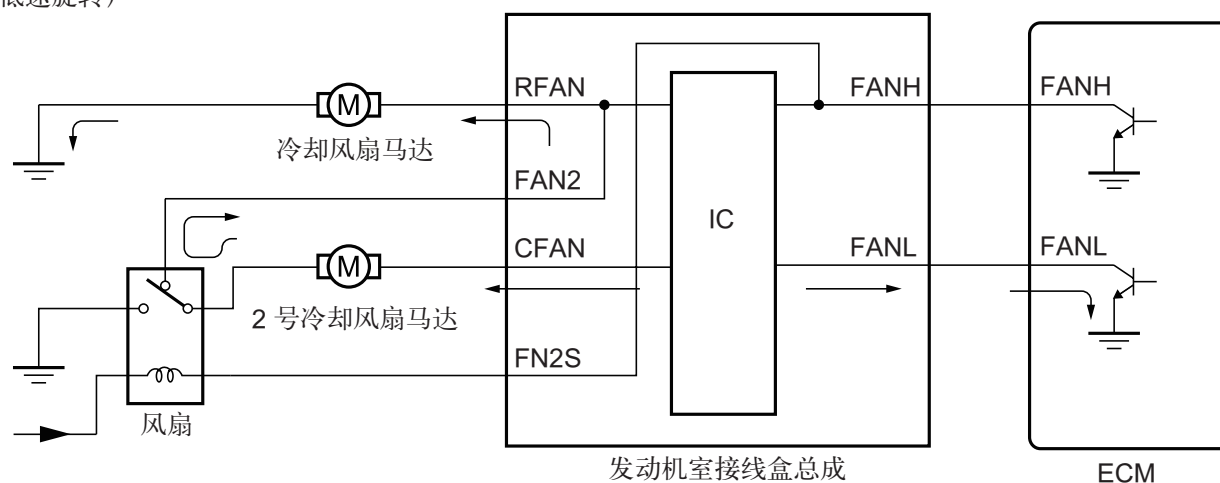 低速旋转）
RFAN
FANH
FANH
M
冷却风扇马达
FAN2
IC
CFAN
FANL
FANL
M
2 号冷却风扇马达
FN2S
风扇
发动机室接线盒总成
ECM